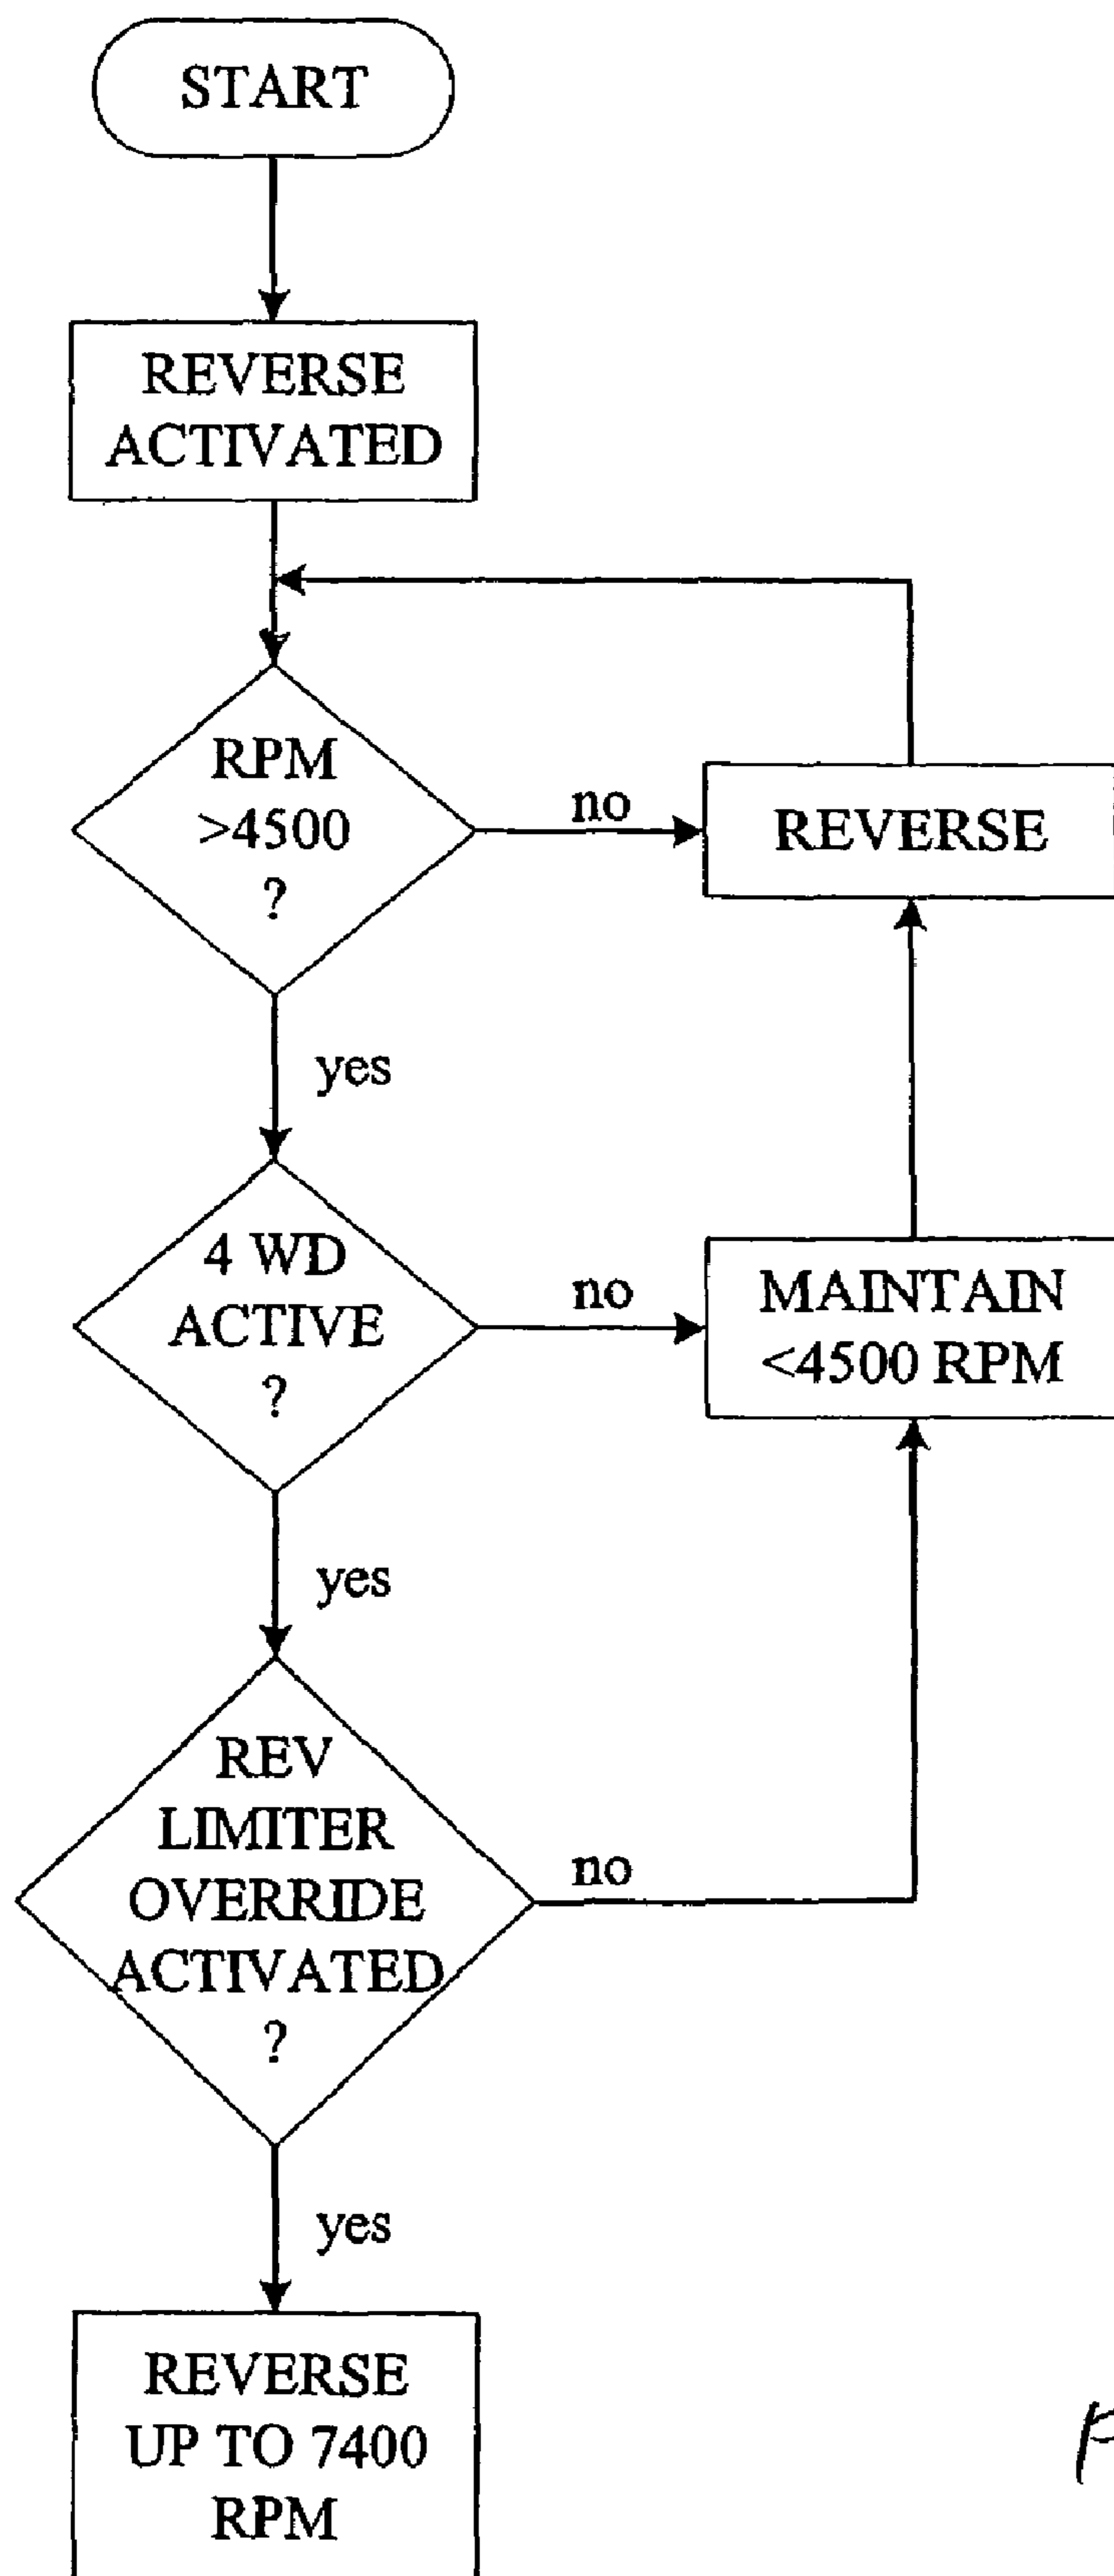 START
REVERSE
ACTIVATED
RPM
>4500
?
no
REVERSE
yes
4 WD
ACTIVE
?
no
MAINTAIN
<4500 RPM
yes
REV
LIMITER
OVERRIDE
ACTIVATED
?
no
yes
REVERSE
UP TO 7400
RPM